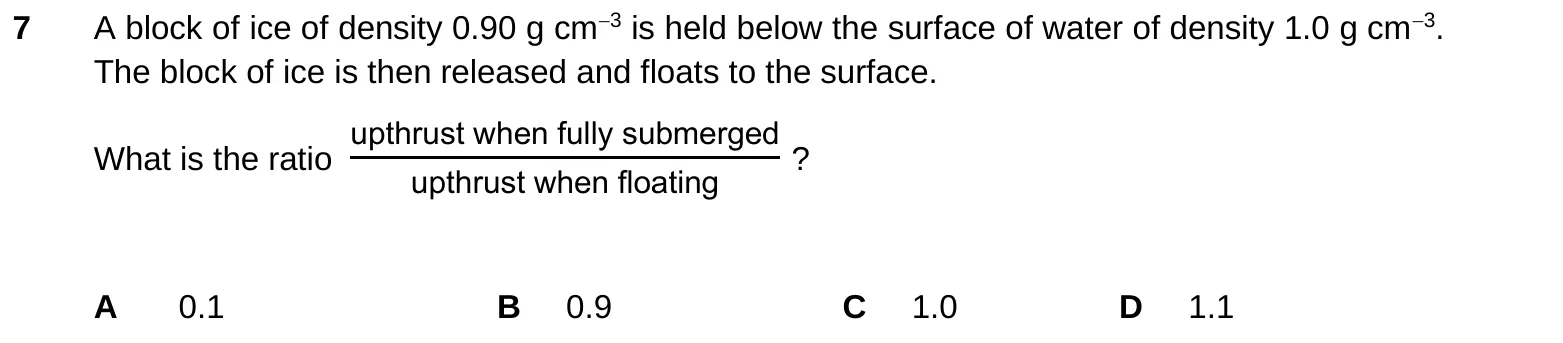 7 A block of ice of density 0.90 g cm⁻³ is held below the surface of water of density 1.0 g cm⁻³.
The block of ice is then released and floats to the surface.
What is the ratio upthrust when fully submerged / upthrust when floating ?
A 0.1 B 0.9 C 1.0 D 1.1